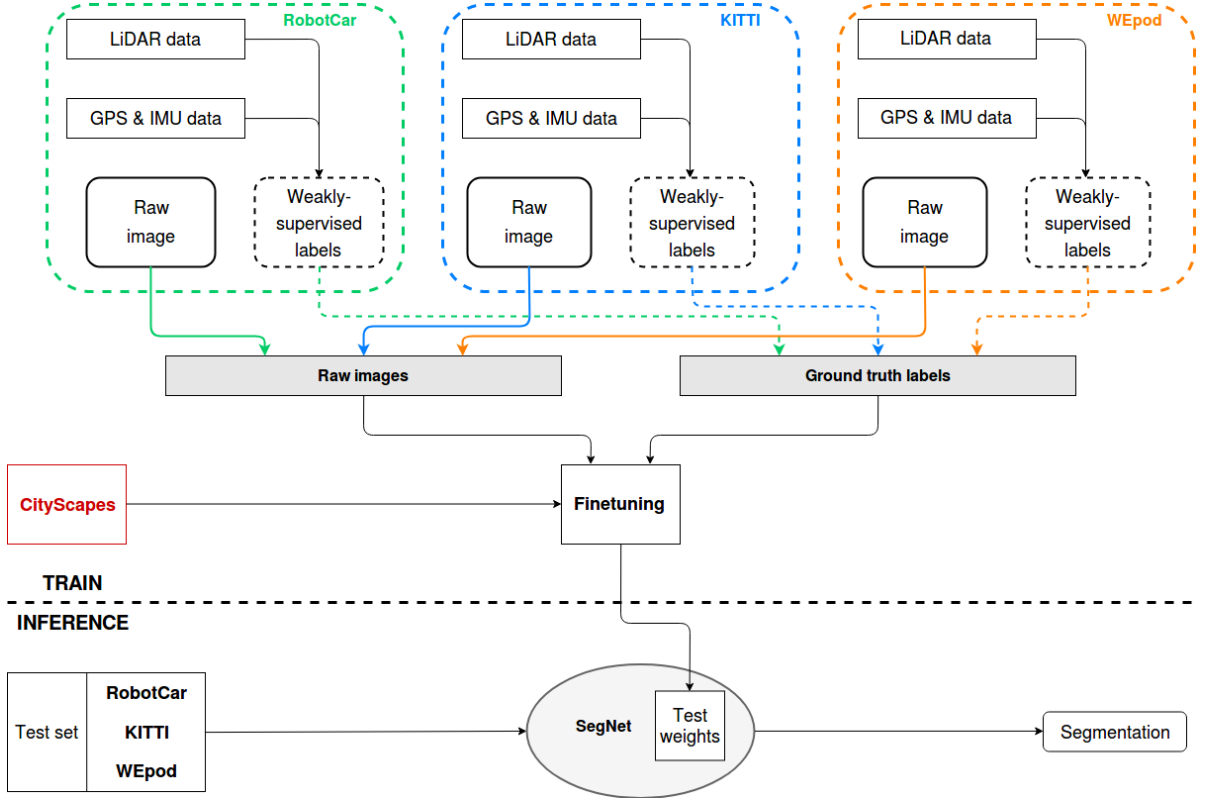 RobotCar
LiDAR data
GPS & IMU data
Raw
image
Weakly-
supervised
labels
KITTI
LiDAR data
GPS & IMU data
Raw
image
Weakly-
supervised
labels
WEpod
LiDAR data
GPS & IMU data
Raw
image
Weakly-
supervised
labels
Raw images
Ground truth labels
CityScapes
Finetuning
TRAIN
INFERENCE
Test set
RobotCar
KITTI
WEpod
SegNet
Test
weights
Segmentation